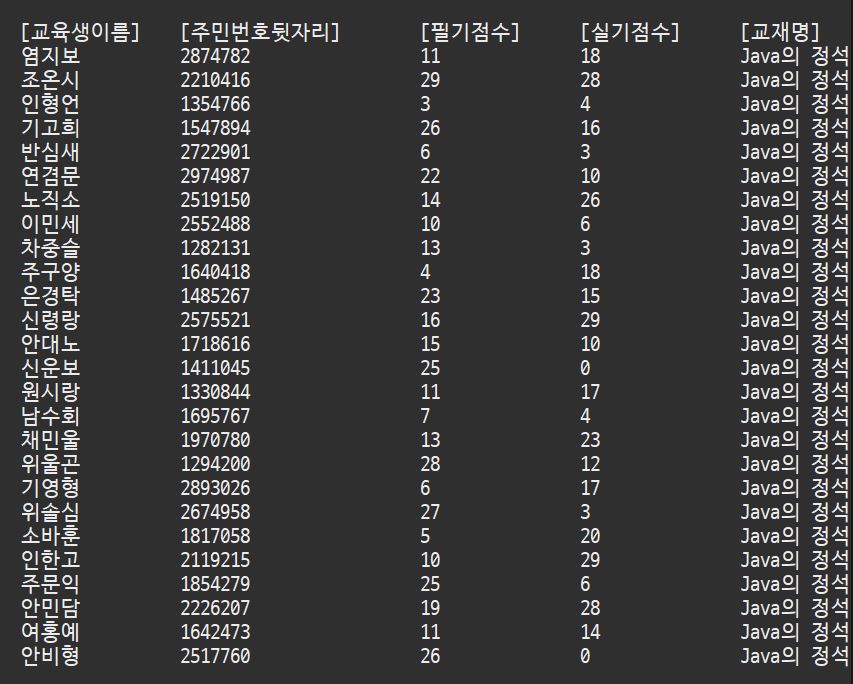 [교육생이름] [주민번호뒷자리] [필기점수] [실기점수] [교재명]
염지보 2874782 11 18 Java의 정석
조온시 2210416 29 28 Java의 정석
인형언 1354766 3 4 Java의 정석
기고희 1547894 26 16 Java의 정석
반심새 2722901 6 3 Java의 정석
연겸문 2974987 22 10 Java의 정석
노직소 2519150 14 26 Java의 정석
이민세 2552488 10 6 Java의 정석
차중슬 1282131 13 3 Java의 정석
주구양 1640418 4 18 Java의 정석
은경탁 1485267 23 15 Java의 정석
신령랑 2575521 16 29 Java의 정석
안대노 1718616 15 10 Java의 정석
신운보 1411045 25 0 Java의 정석
원시랑 1330844 11 17 Java의 정석
남수회 1695767 7 4 Java의 정석
채민울 1970780 13 23 Java의 정석
위울곤 1294200 28 12 Java의 정석
기영형 2893026 6 17 Java의 정석
위솔심 2674958 27 3 Java의 정석
소바훈 1817058 5 20 Java의 정석
인한고 2119215 10 29 Java의 정석
주문익 1854279 25 6 Java의 정석
안민담 2226207 19 28 Java의 정석
여홍예 1642473 11 14 Java의 정석
안비형 2517760 26 0 Java의 정석